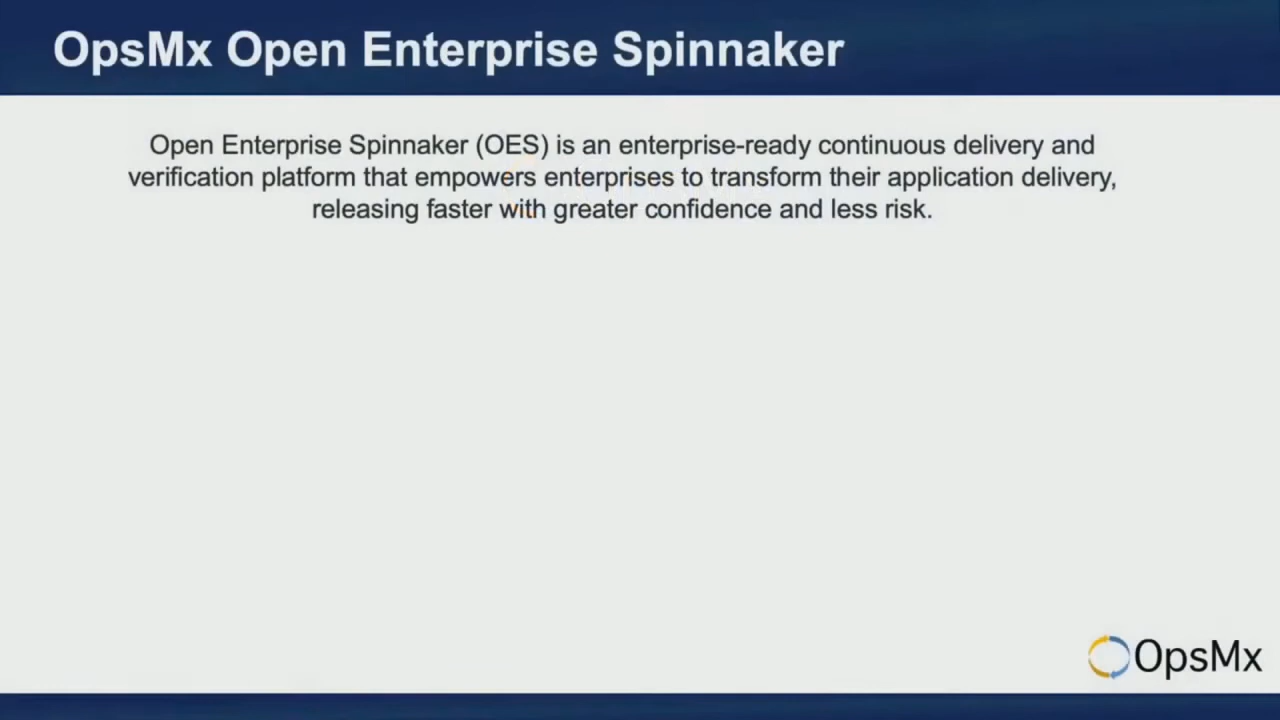 OpsMx Open Enterprise Spinnaker
Open Enterprise Spinnaker (OES) is an enterprise-ready continuous delivery and
verification platform that empowers enterprises to transform their application delivery,
releasing faster with greater confidence and less risk.
OpsMx